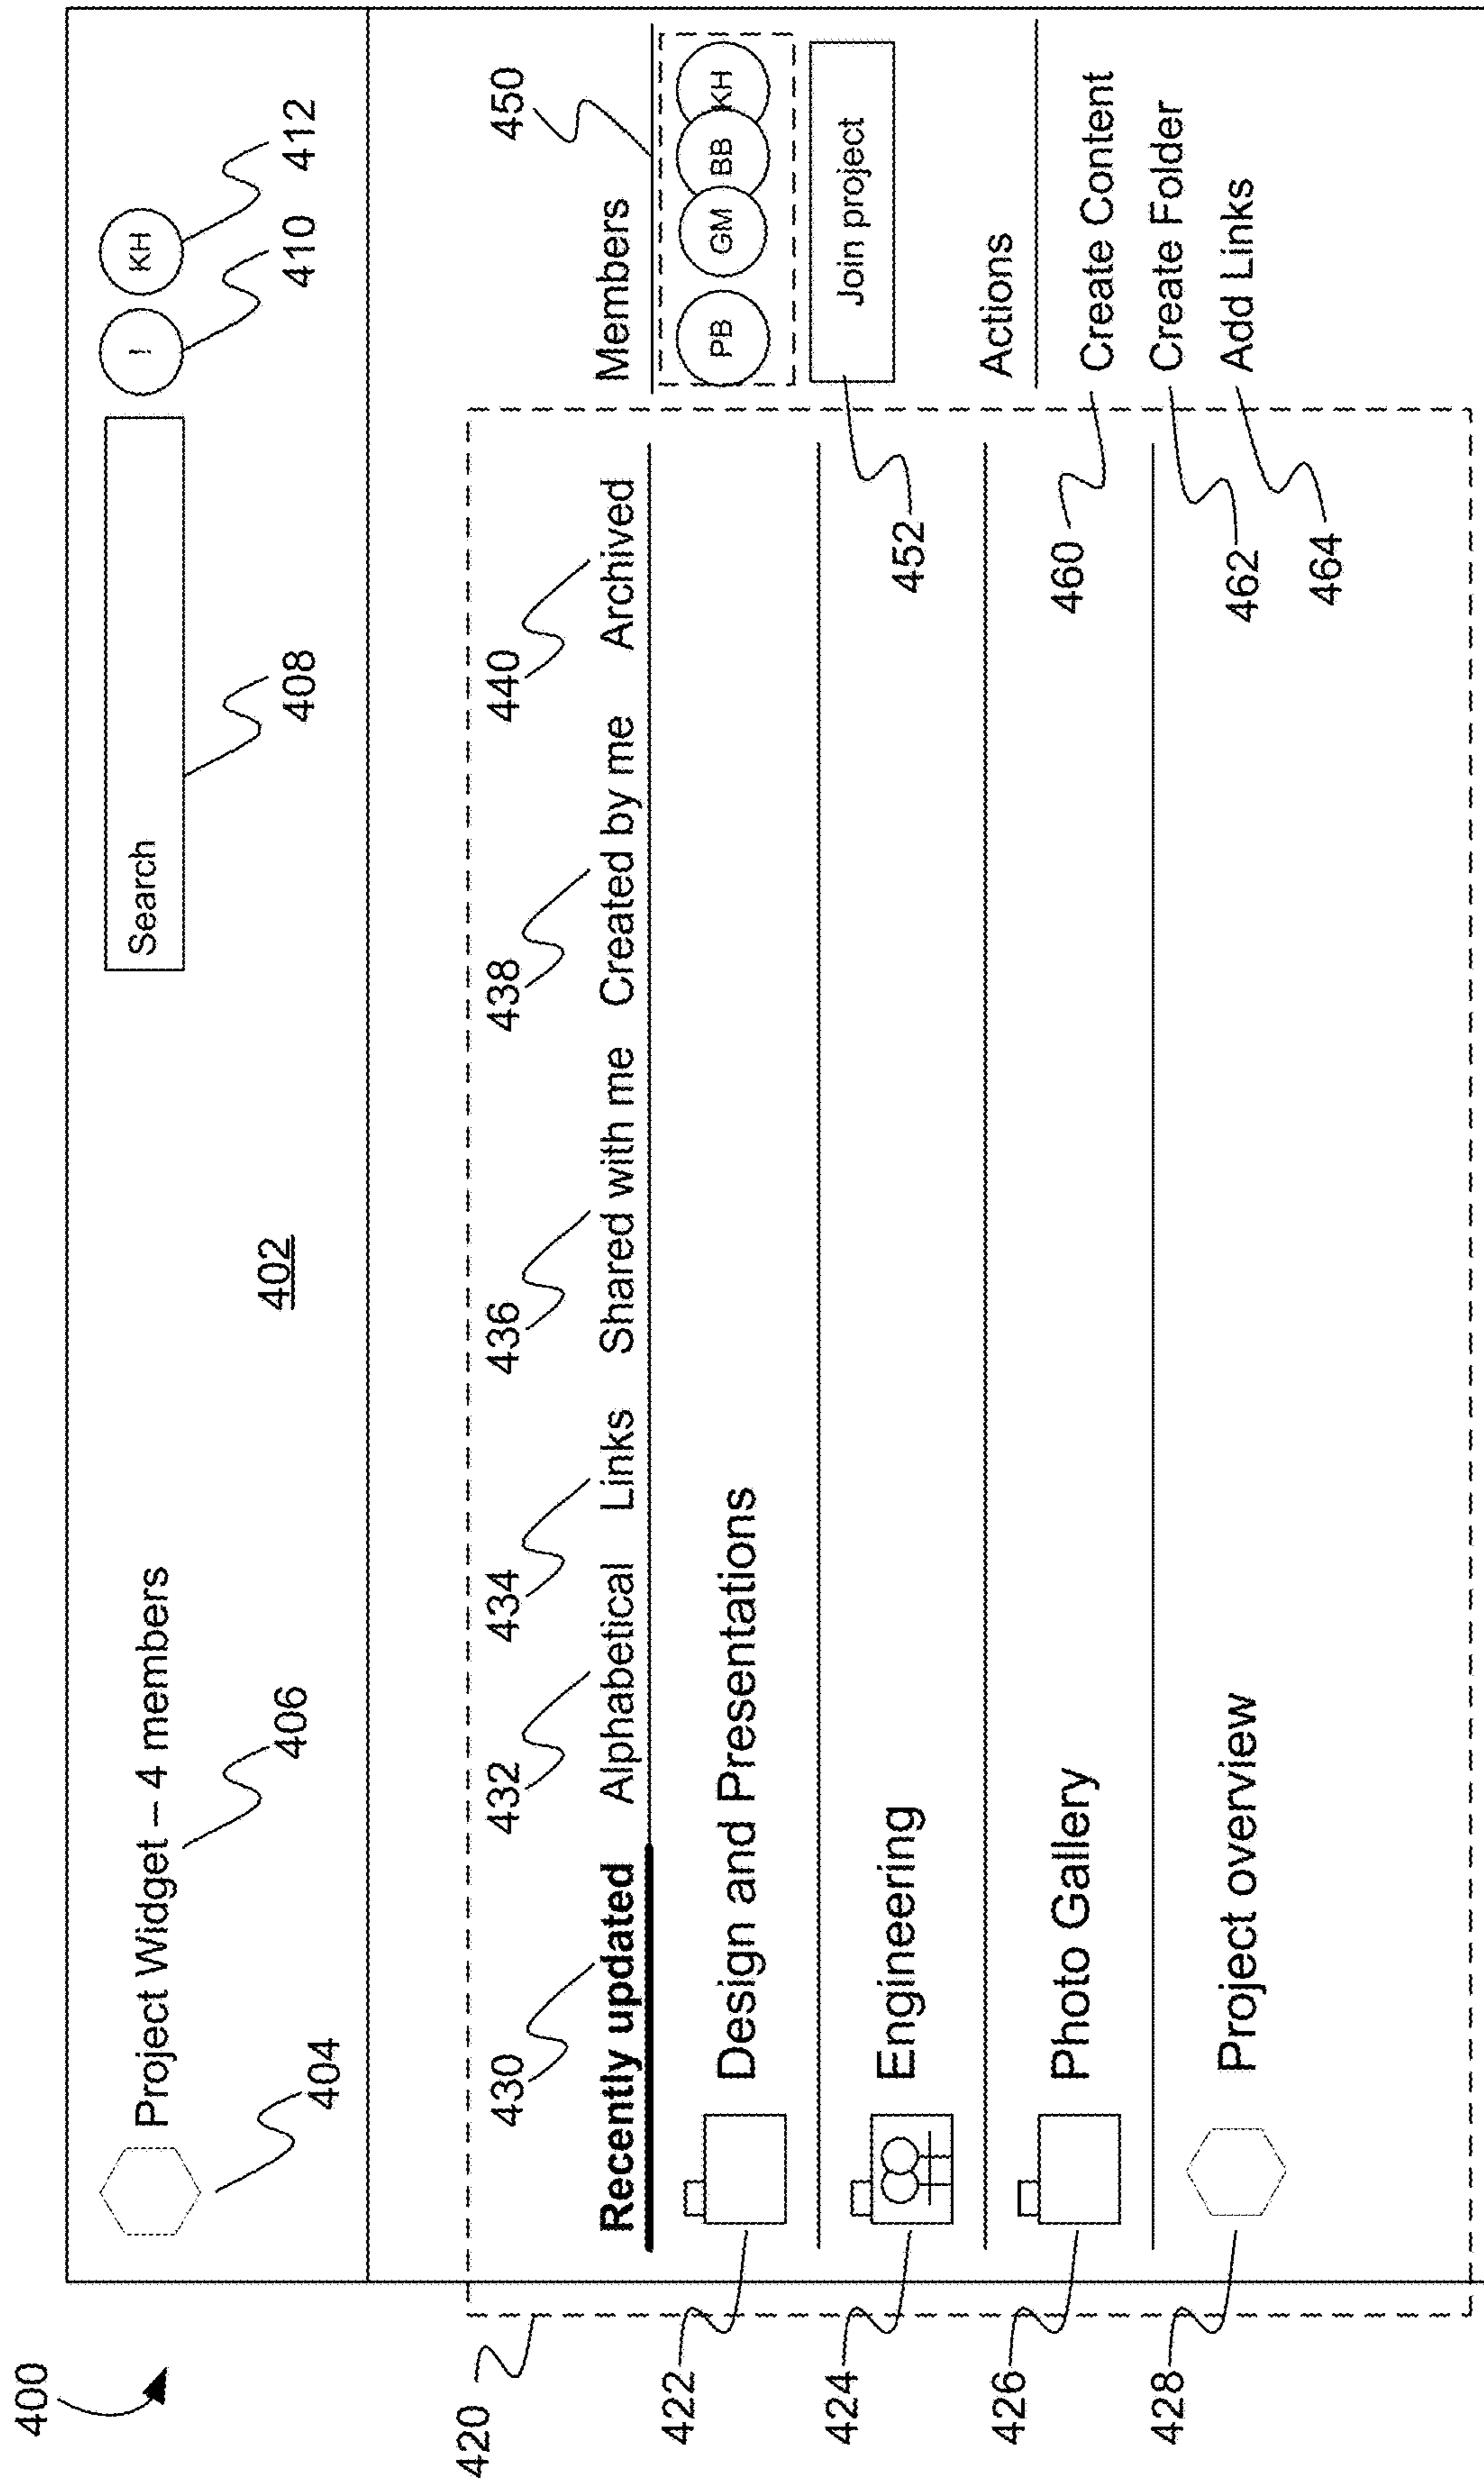 400
Project Widget – 4 members
Search
!
KH
404
406
402
408
410
412
420
430
432
434
436
438
440
450
Recently updated
Alphabetical
Links
Shared with me
Created by me
Archived
Members
422
Design and Presentations
PB
GM
BB
KH
Join project
424
Engineering
452
Actions
426
Photo Gallery
460
Create Content
462
Create Folder
428
Project overview
464
Add Links